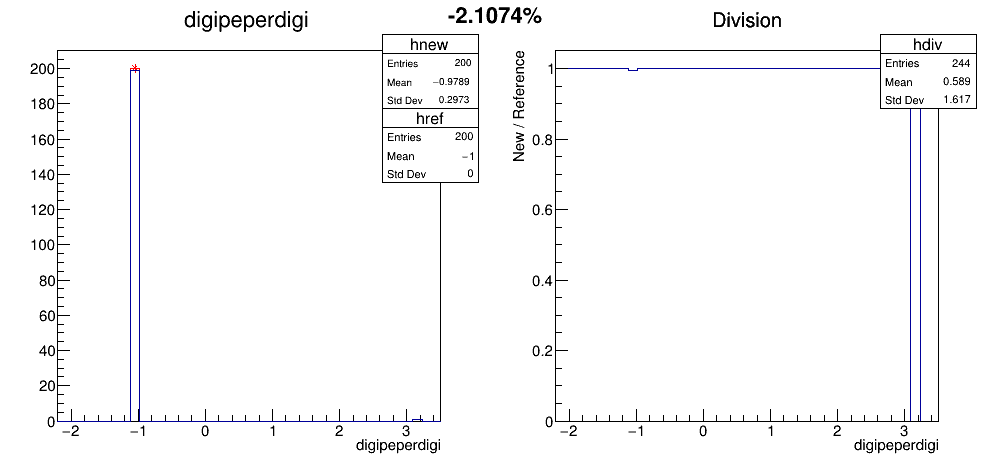 -2.1074%
digipeperdigi
hnew
Entries 200
Mean −0.9789
Std Dev 0.2973
href
Entries 200
Mean −1
Std Dev 0
200
180
160
140
120
100
80
60
40
20
0
−2 −1 0 1 2 3
digipeperdigi
Division
hdiv
Entries 244
Mean 0.589
Std Dev 1.617
New / Reference
1
0.8
0.6
0.4
0.2
0
−2 −1 0 1 2 3
digipeperdigi